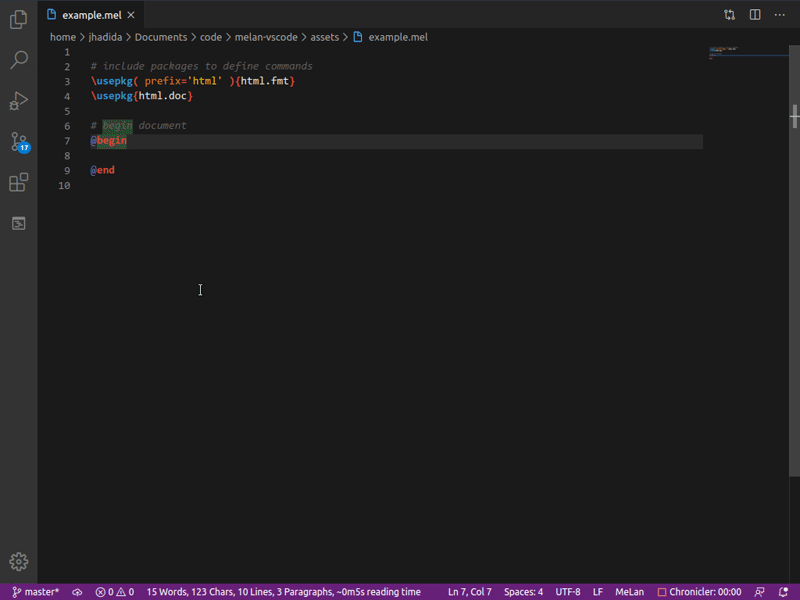 example.mel
home > jhadida > Documents > code > melan-vscode > assets > example.mel
1
2 # include packages to define commands
3 \usepkg( prefix='html' ){html.fmt}
4 \usepkg{html.doc}
5
6 # begin document
7 @begin
8
9 @end
10
17
master* 0 0 15 Words, 123 Chars, 10 Lines, 3 Paragraphs, ~0m5s reading time Ln 7, Col 7 Spaces: 4 UTF-8 LF MeLan Chronicler: 00:00